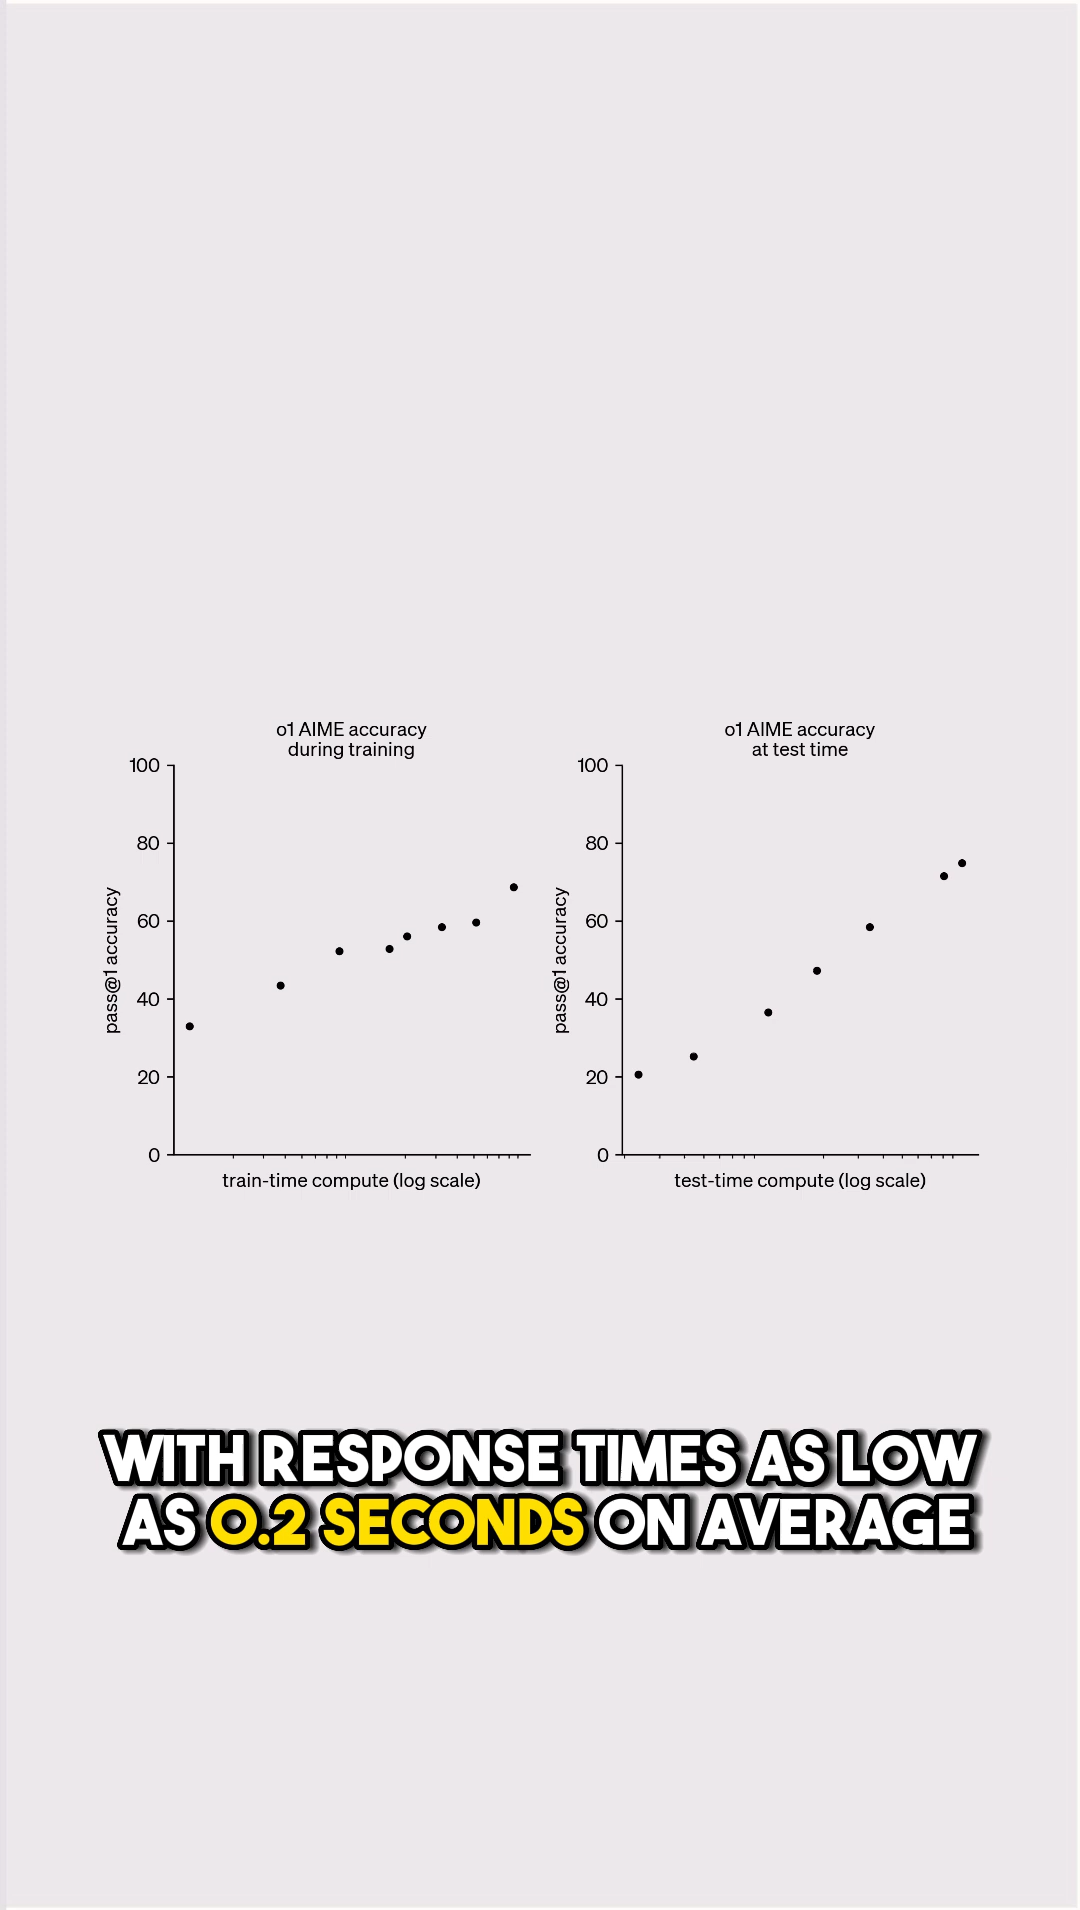 o1 AIME accuracy
during training
100
80
60
40
20
0
pass@1 accuracy
train-time compute (log scale)
o1 AIME accuracy
at test time
100
80
60
40
20
0
pass@1 accuracy
test-time compute (log scale)
WITH RESPONSE TIMES AS LOW
AS 0.2 SECONDS ON AVERAGE